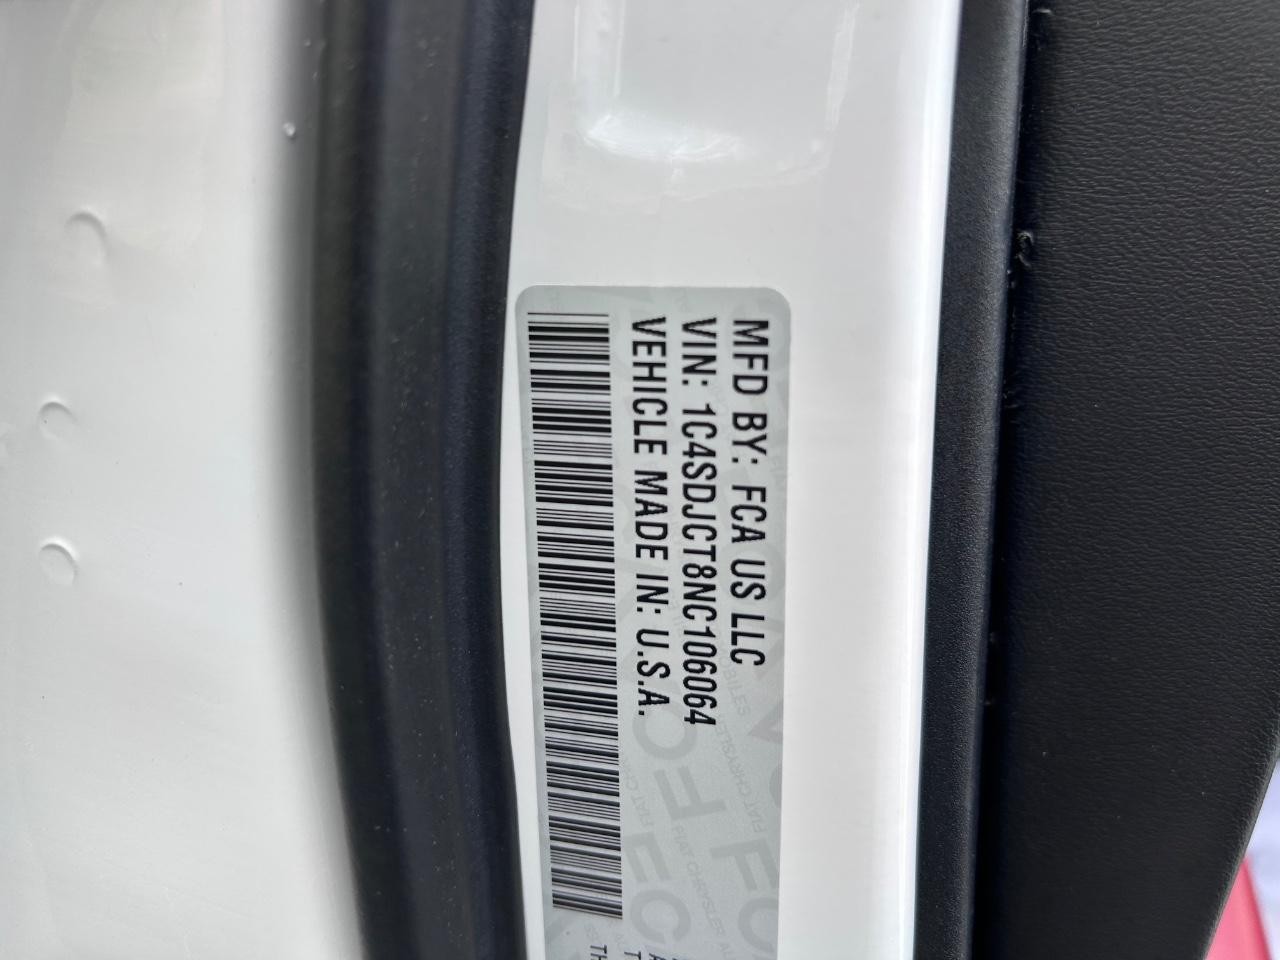 MFD BY: FCA US LLC
VIN: 1C4SDJCT8NC106064
VEHICLE MADE IN: U.S.A.